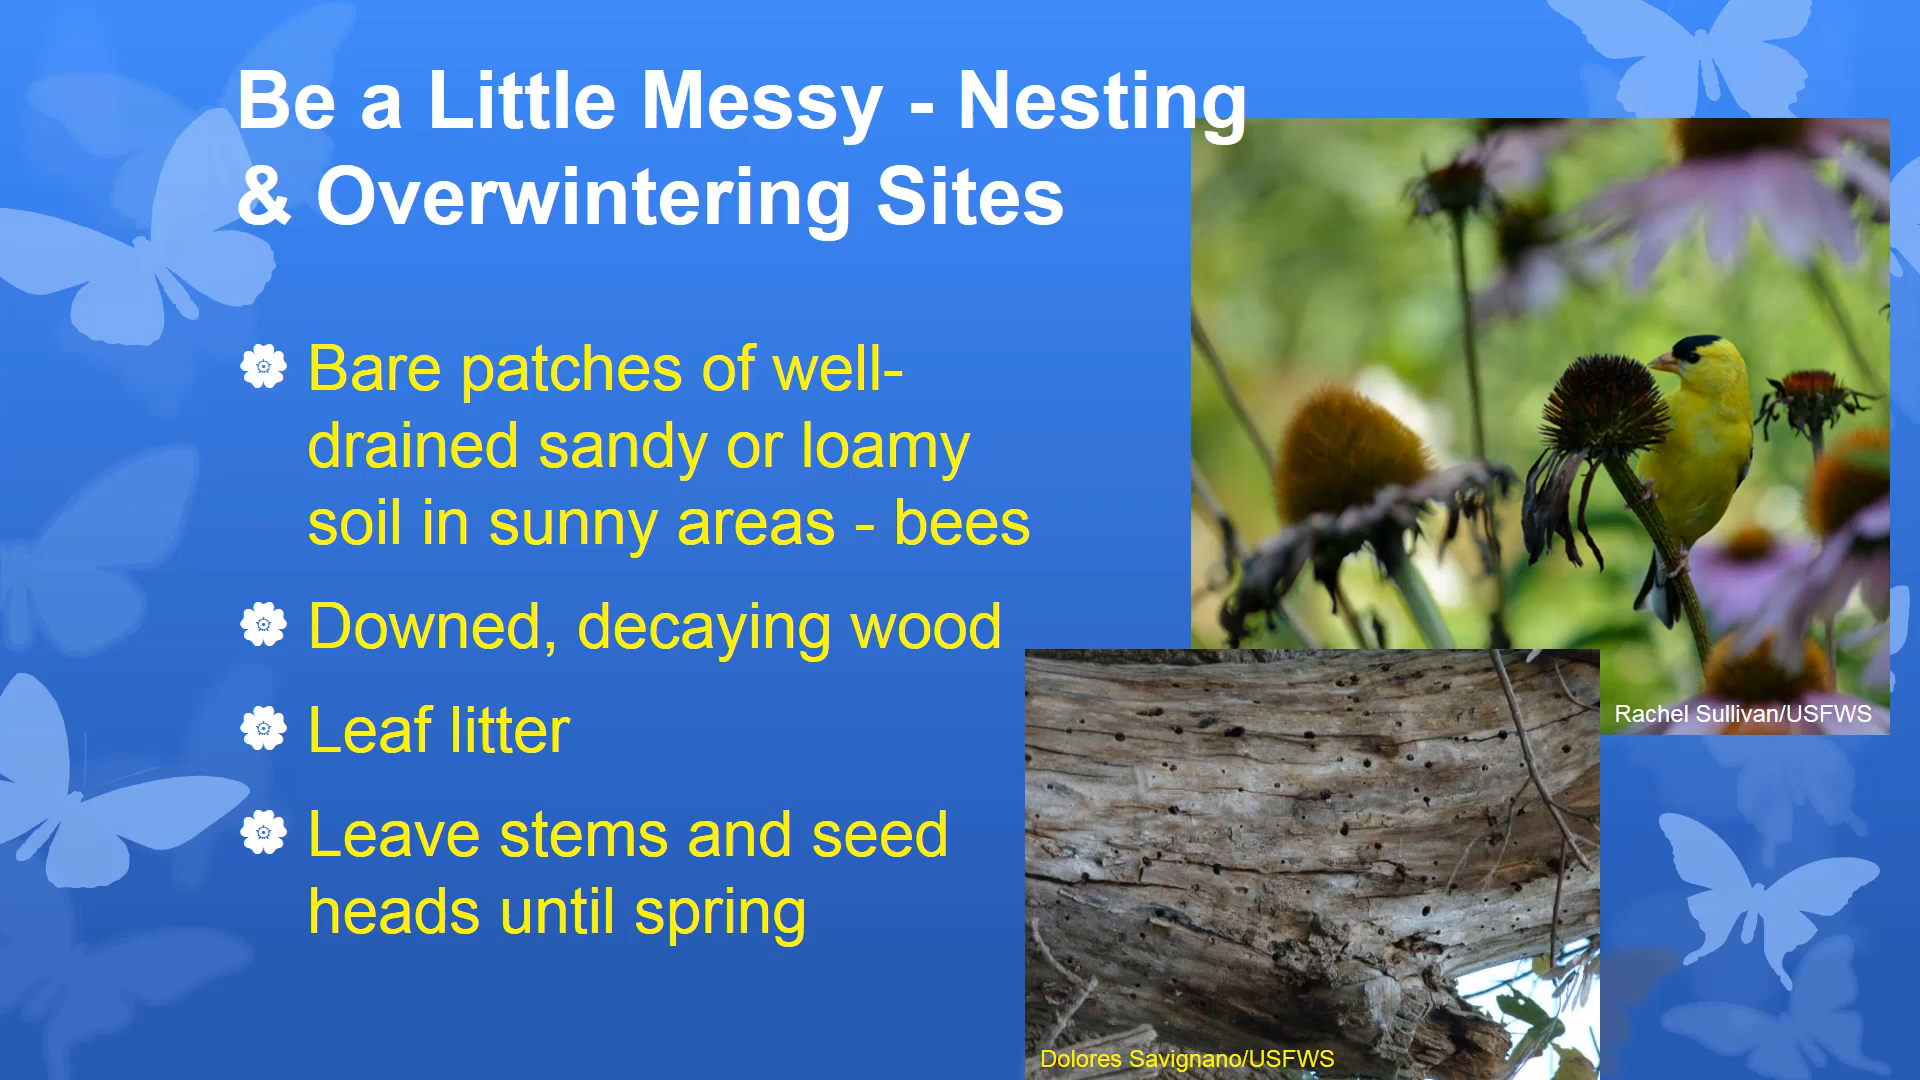 Be a Little Messy - Nesting
& Overwintering Sites
Bare patches of well-
drained sandy or loamy
soil in sunny areas - bees
Downed, decaying wood
Leaf litter
Leave stems and seed
heads until spring
Rachel Sullivan/USFWS
Dolores Savignano/USFWS